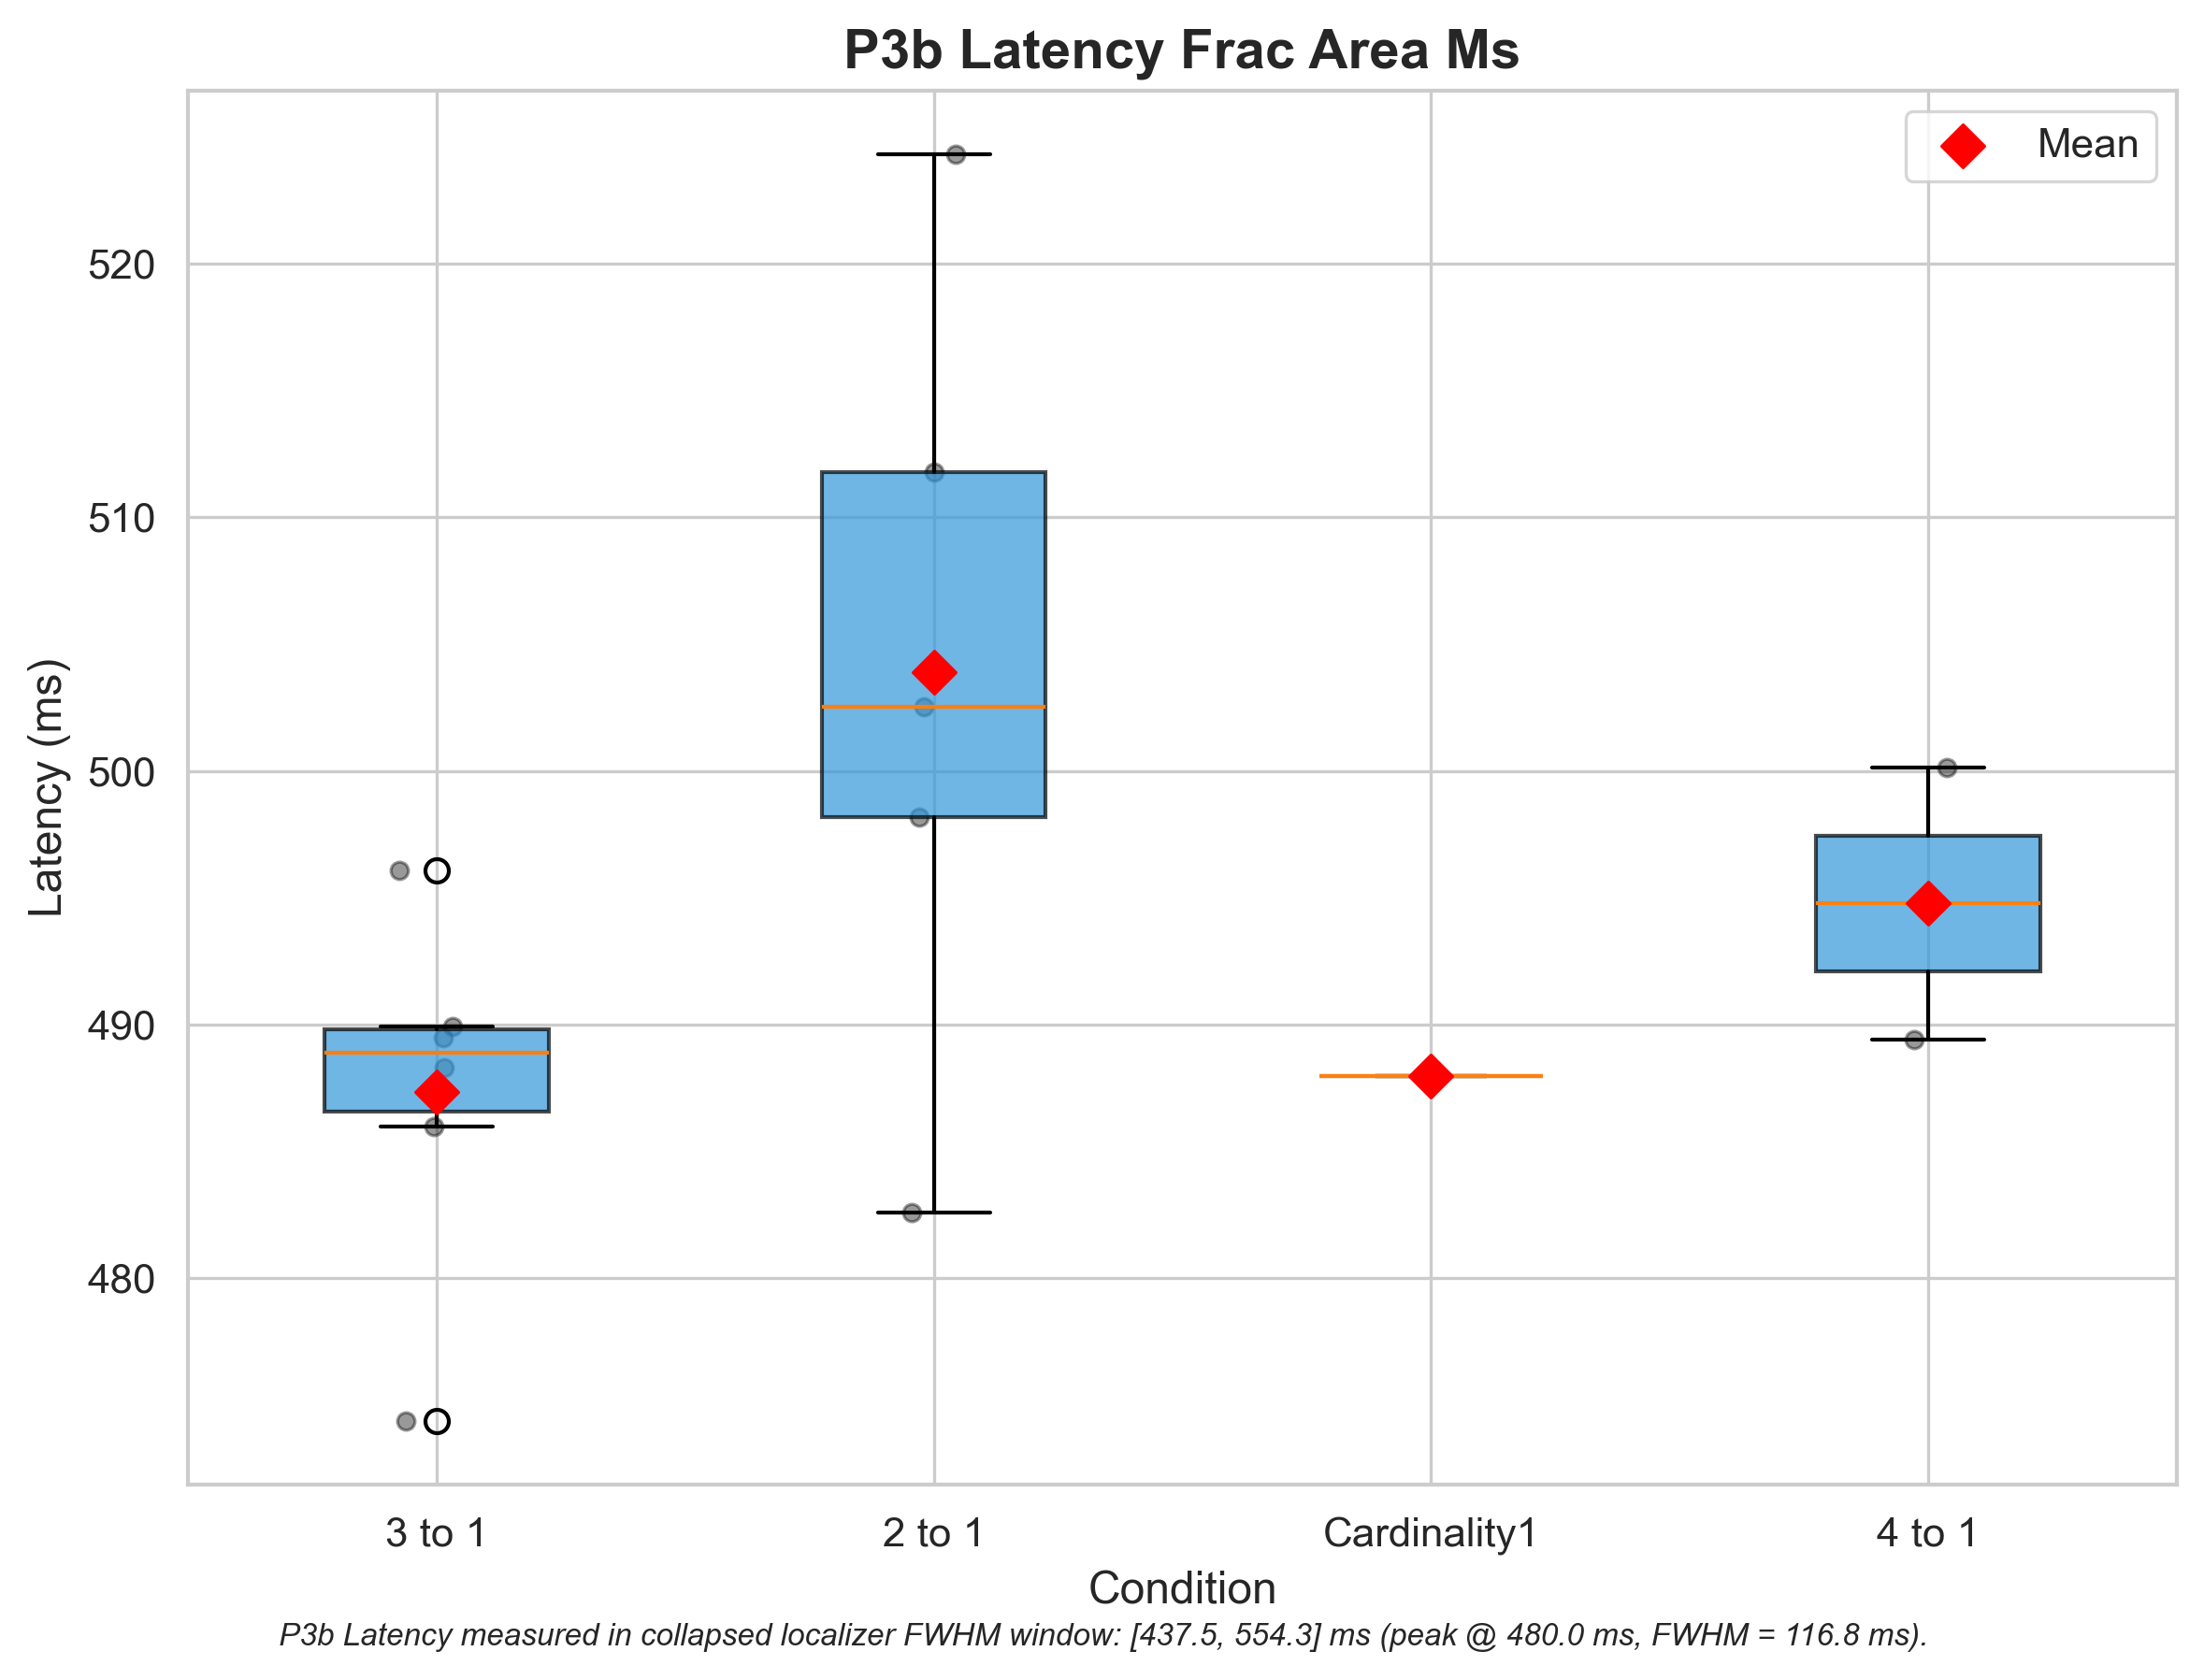 P3b Latency Frac Area Ms
Mean
520
510
500
490
480
Latency (ms)
3 to 1
2 to 1
Cardinality1
4 to 1
Condition
P3b Latency measured in collapsed localizer FWHM window: [437.5, 554.3] ms (peak @ 480.0 ms, FWHM = 116.8 ms).